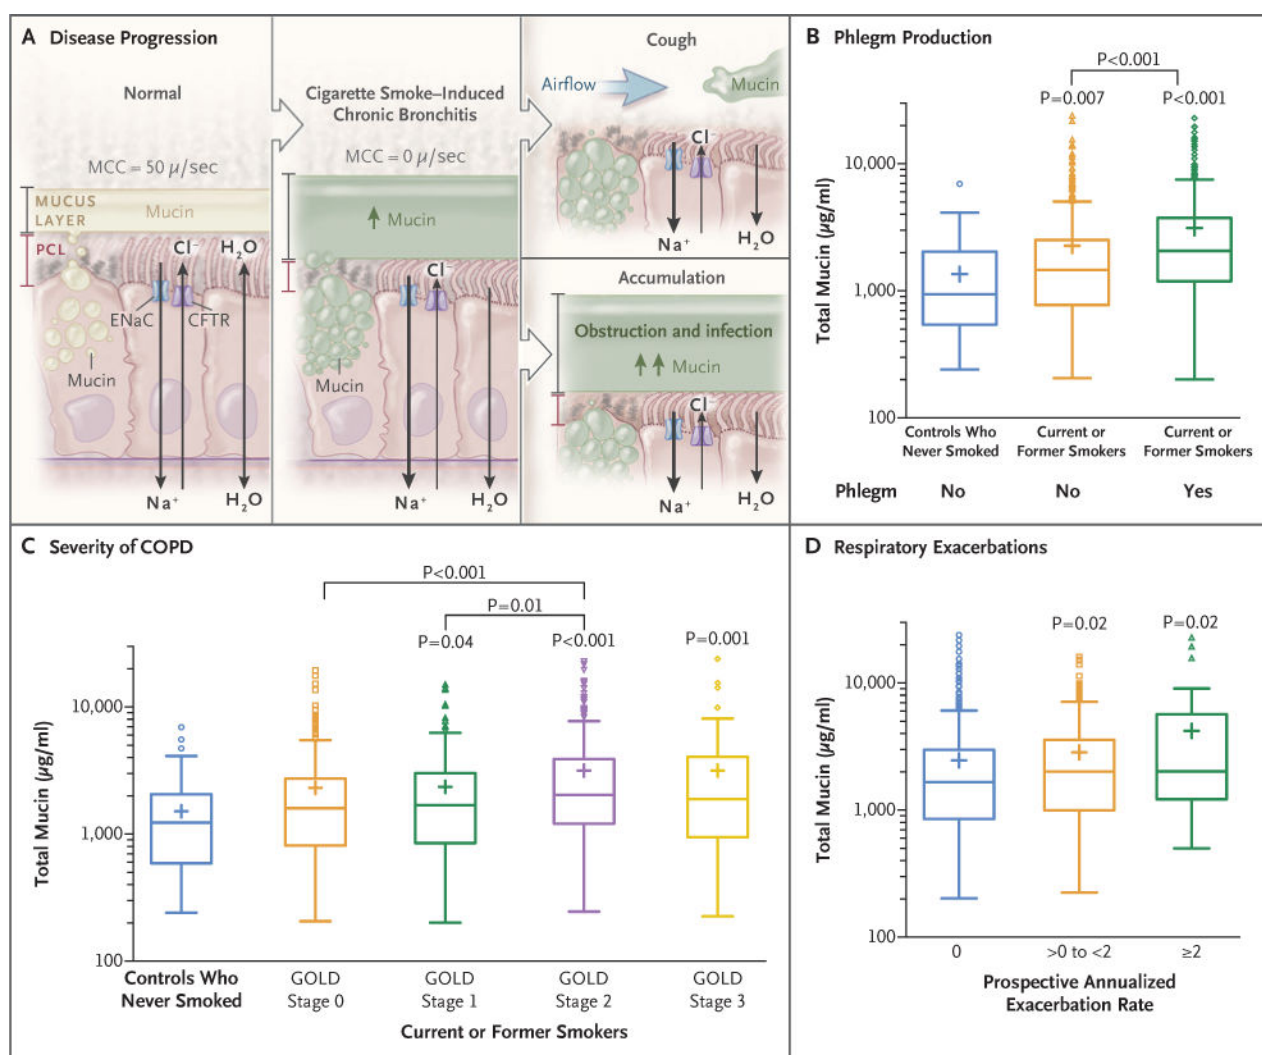 A Disease Progression
Normal
MCC = 50 μ/sec
MUCUS
LAYER
Mucin
PCL
Cl⁻
H₂O
ENaC
CFTR
Mucin
Na⁺
H₂O
Cigarette Smoke–Induced
Chronic Bronchitis
MCC = 0 μ/sec
↑ Mucin
Cl⁻
Mucin
Na⁺
H₂O
Cough
Airflow
Mucin
Cl⁻
Na⁺
H₂O
Accumulation
Obstruction and infection
↑↑ Mucin
Cl⁻
Na⁺
H₂O
B Phlegm Production
P<0.001
P=0.007
P<0.001
Total Mucin (μg/ml)
10,000
1,000
100
Controls Who
Never Smoked
Current or
Former Smokers
Current or
Former Smokers
Phlegm No No Yes
C Severity of COPD
P<0.001
P=0.01
P=0.04
P<0.001
P=0.001
Total Mucin (μg/ml)
10,000
1,000
100
Controls Who
Never Smoked
GOLD
Stage 0
GOLD
Stage 1
GOLD
Stage 2
GOLD
Stage 3
Current or Former Smokers
D Respiratory Exacerbations
P=0.02
P=0.02
Total Mucin (μg/ml)
10,000
1,000
100
0
>0 to <2
≥2
Prospective Annualized
Exacerbation Rate